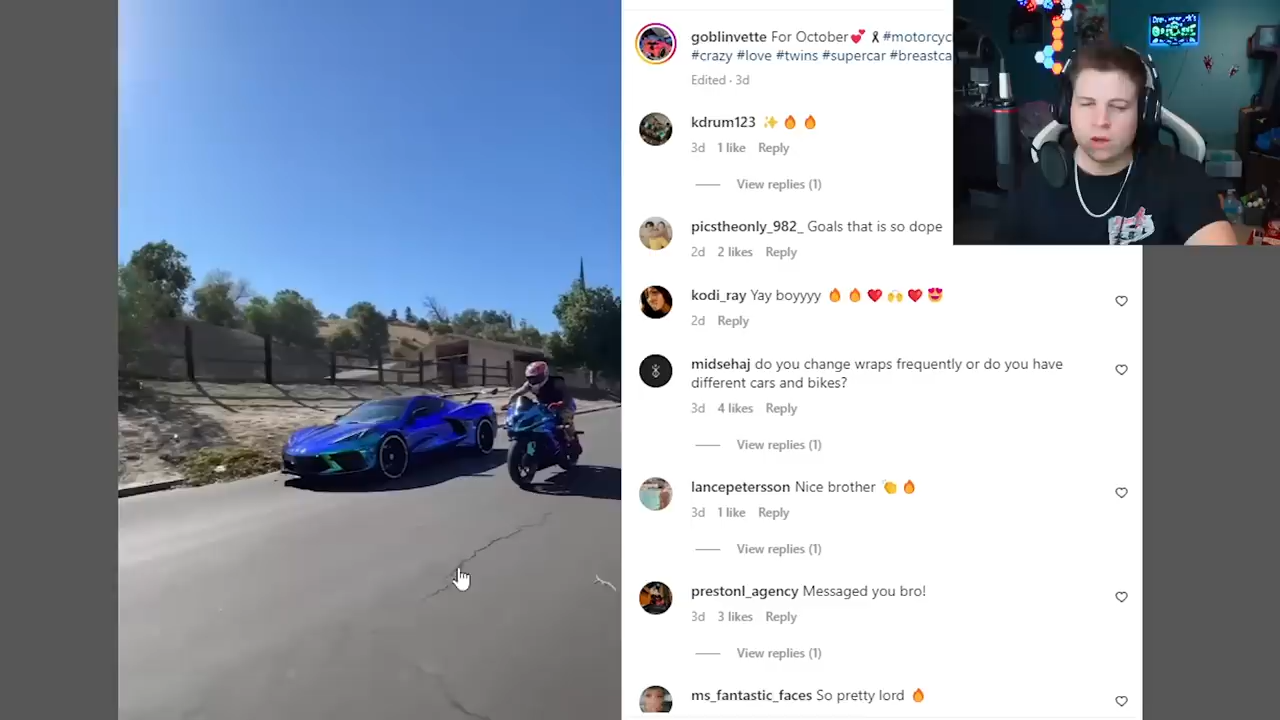 goblinvette For October💕🎗 #motorcyc
#crazy #love #twins #supercar #breastca
Edited · 3d
kdrum123 ✨🔥🔥
3d 1 like Reply
View replies (1)
picstheonly_982_ Goals that is so dope
2d 2 likes Reply
kodi_ray Yay boyyyy 🔥🔥❤️🙌❤️😍
2d Reply
midsehaj do you change wraps frequently or do you have
different cars and bikes?
3d 4 likes Reply
View replies (1)
lancepetersson Nice brother 👏🔥
3d 1 like Reply
View replies (1)
prestonl_agency Messaged you bro!
3d 3 likes Reply
View replies (1)
ms_fantastic_faces So pretty lord 🔥